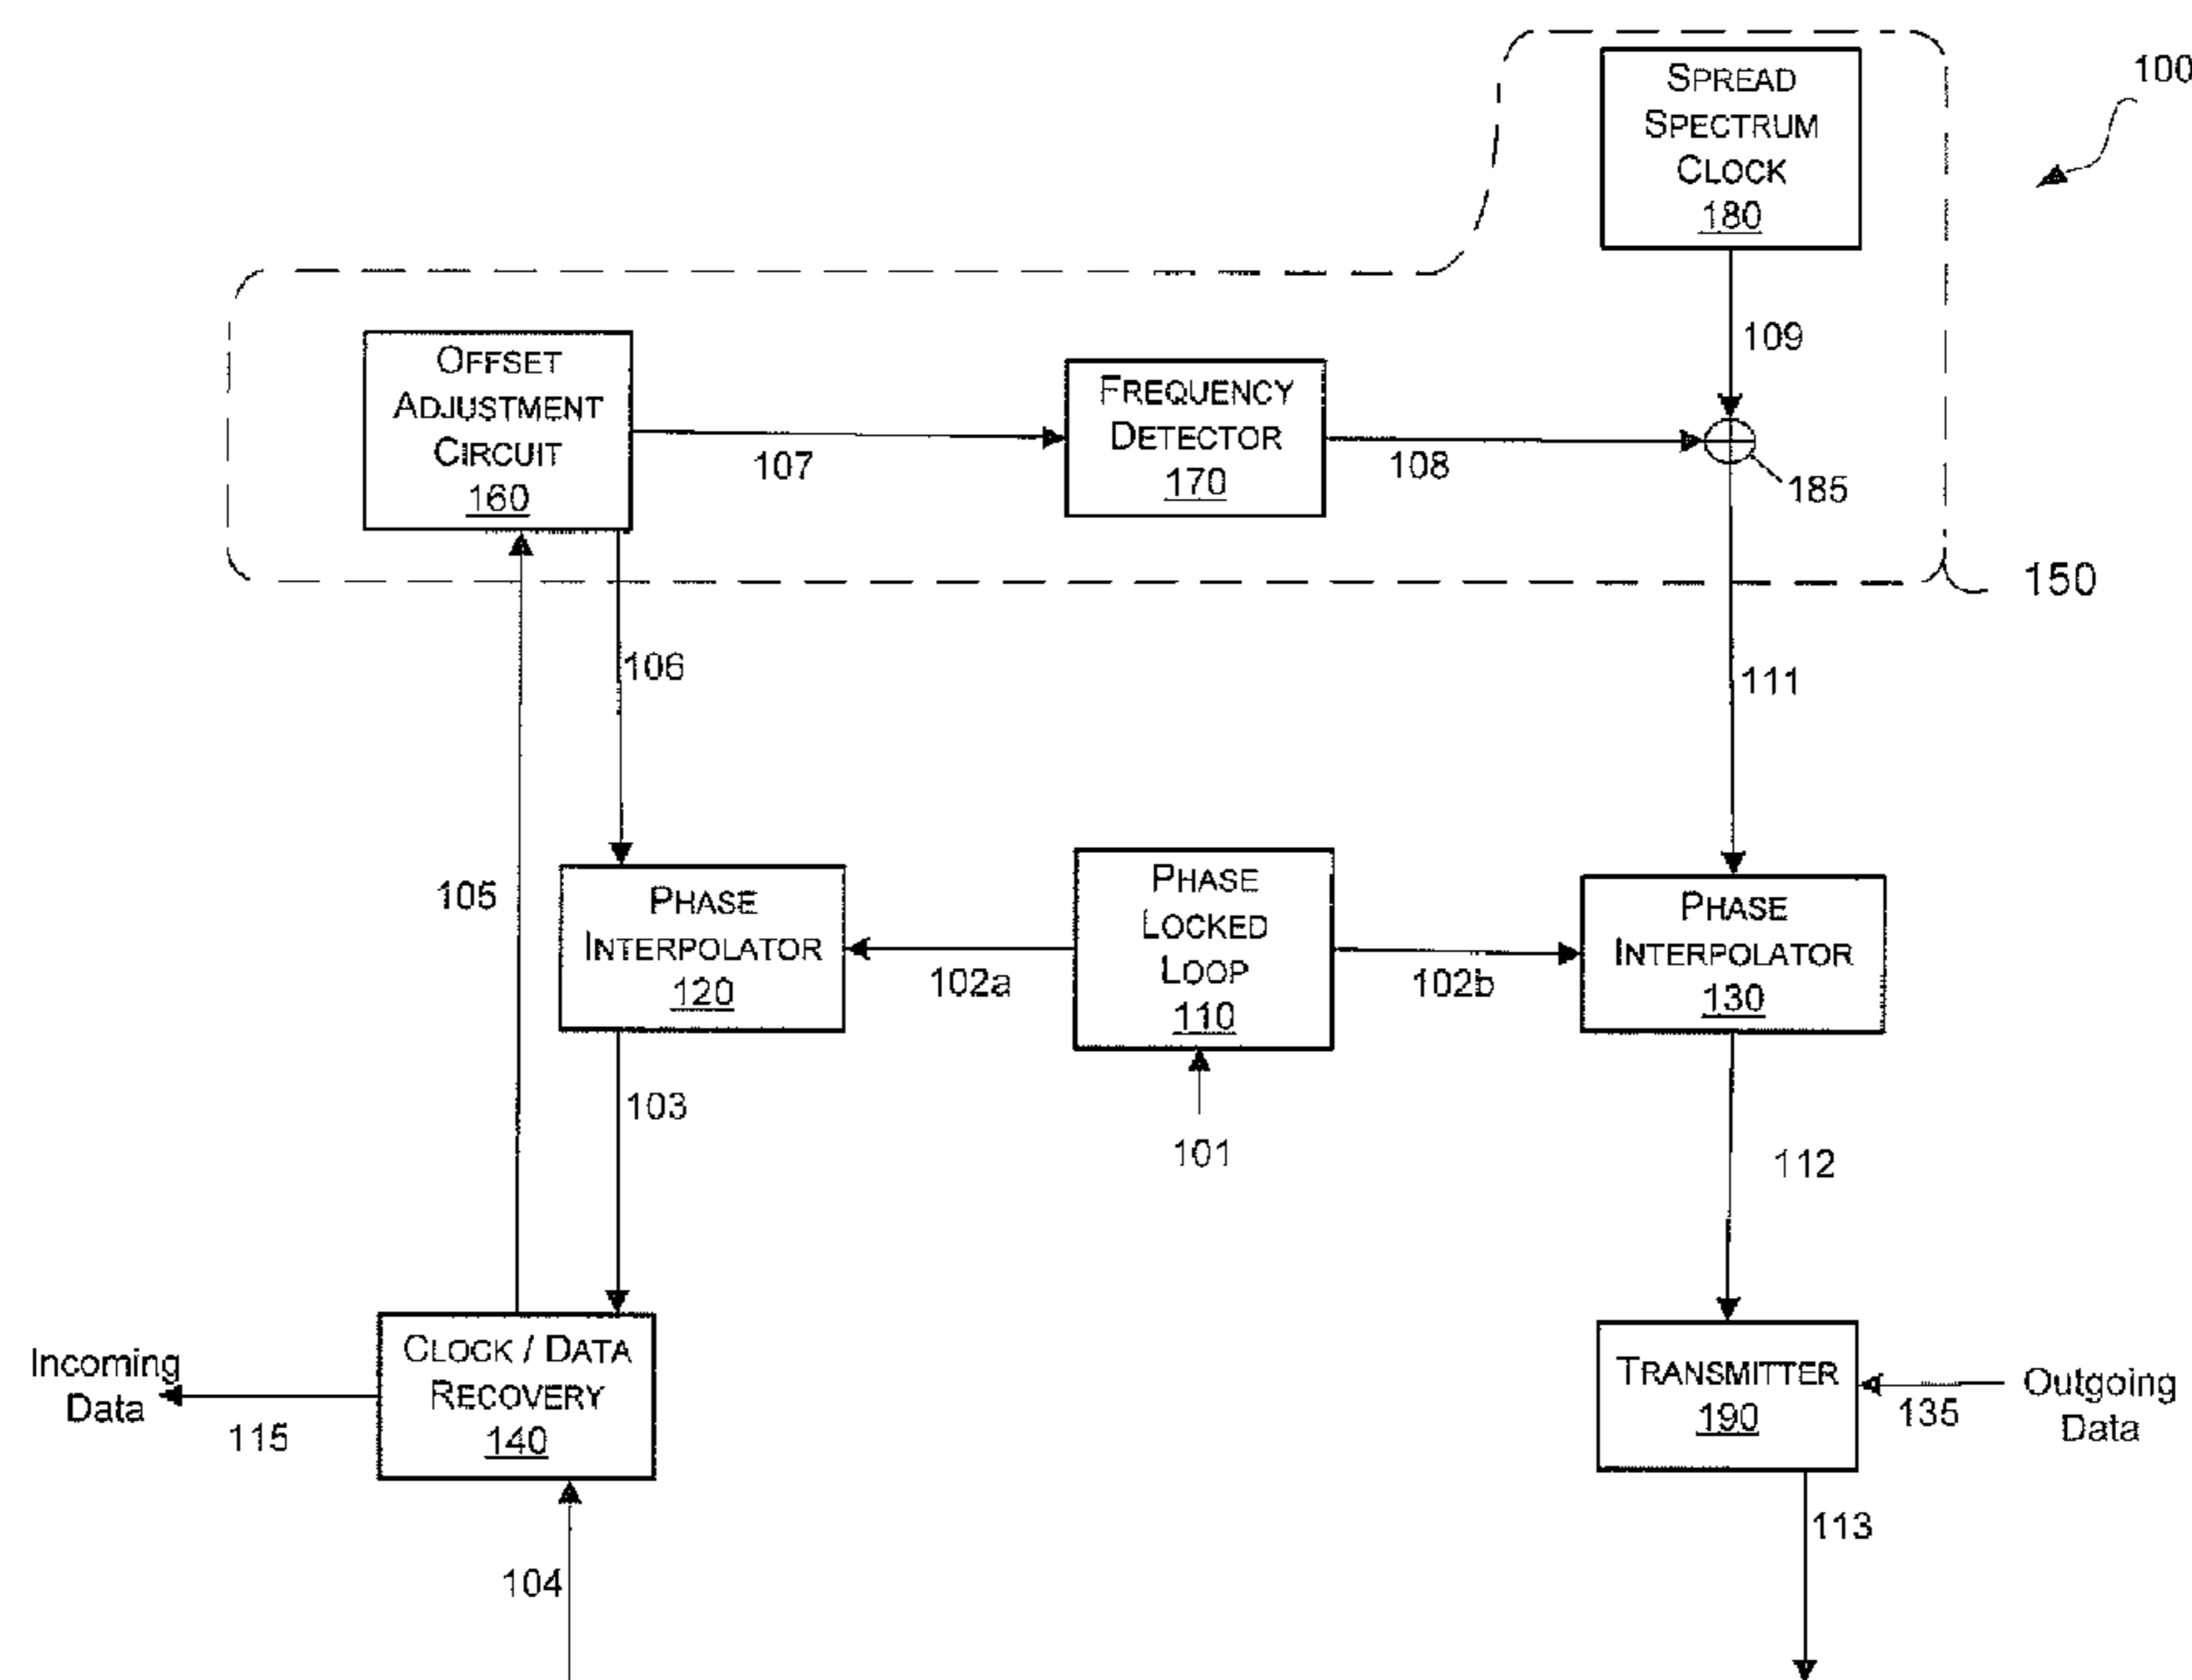 SPREAD
SPECTRUM
CLOCK
180
100
109
OFFSET
ADJUSTMENT
CIRCUIT
160
107
FREQUENCY
DETECTOR
170
108
185
150
106
111
105
PHASE
INTERPOLATOR
120
102a
PHASE
LOCKED
LOOP
110
102b
PHASE
INTERPOLATOR
130
103
101
112
Incoming
Data
115
CLOCK / DATA
RECOVERY
140
TRANSMITTER
190
135
Outgoing
Data
104
113